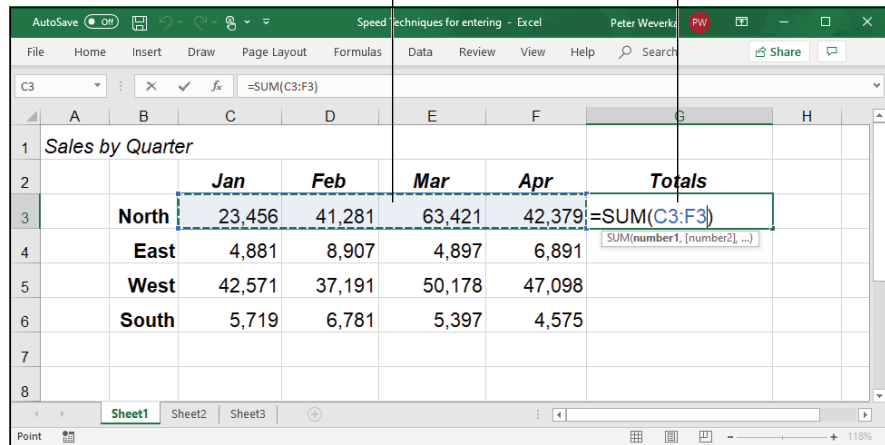 AutoSave Off Speed Techniques for entering - Excel Peter Weverka PW
File Home Insert Draw Page Layout Formulas Data Review View Help Search Share
C3 fx =SUM(C3:F3)
A B C D E F G H
1 Sales by Quarter
2 Jan Feb Mar Apr Totals
3 North 23,456 41,281 63,421 42,379 =SUM(C3:F3)
SUM(number1, [number2], ...)
4 East 4,881 8,907 4,897 6,891
5 West 42,571 37,191 50,178 47,098
6 South 5,719 6,781 5,397 4,575
7
8
Sheet1 Sheet2 Sheet3
Point 118%